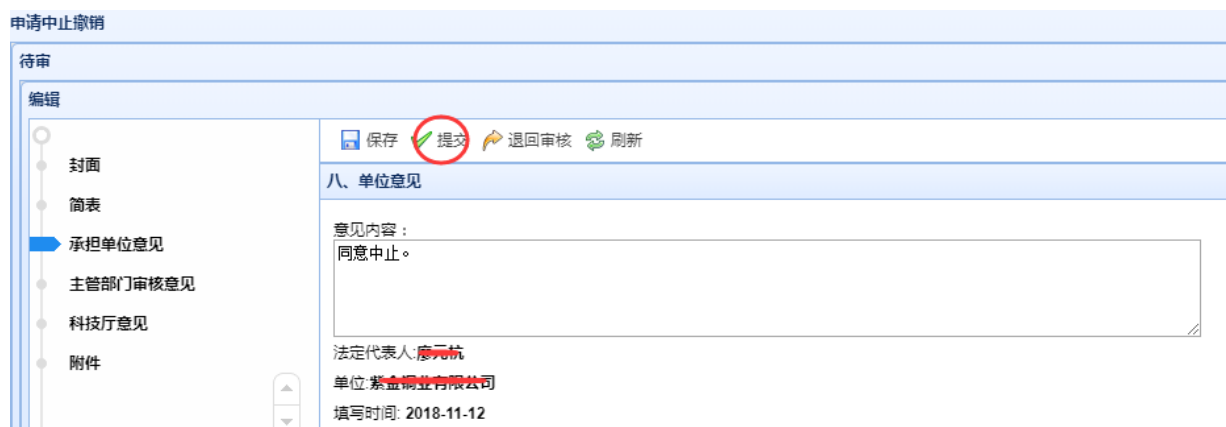 申请中止撤销
待审
编辑
封面
简表
承担单位意见
主管部门审核意见
科技厅意见
附件
保存 提交 退回审核 刷新
八、单位意见
意见内容：
同意中止。
法定代表人:
单位:
填写时间: 2018-11-12